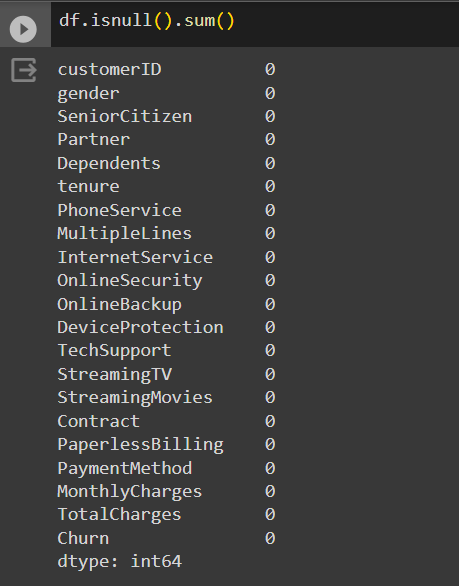 df.isnull().sum()
customerID 0
gender 0
SeniorCitizen 0
Partner 0
Dependents 0
tenure 0
PhoneService 0
MultipleLines 0
InternetService 0
OnlineSecurity 0
OnlineBackup 0
DeviceProtection 0
TechSupport 0
StreamingTV 0
StreamingMovies 0
Contract 0
PaperlessBilling 0
PaymentMethod 0
MonthlyCharges 0
TotalCharges 0
Churn 0
dtype: int64